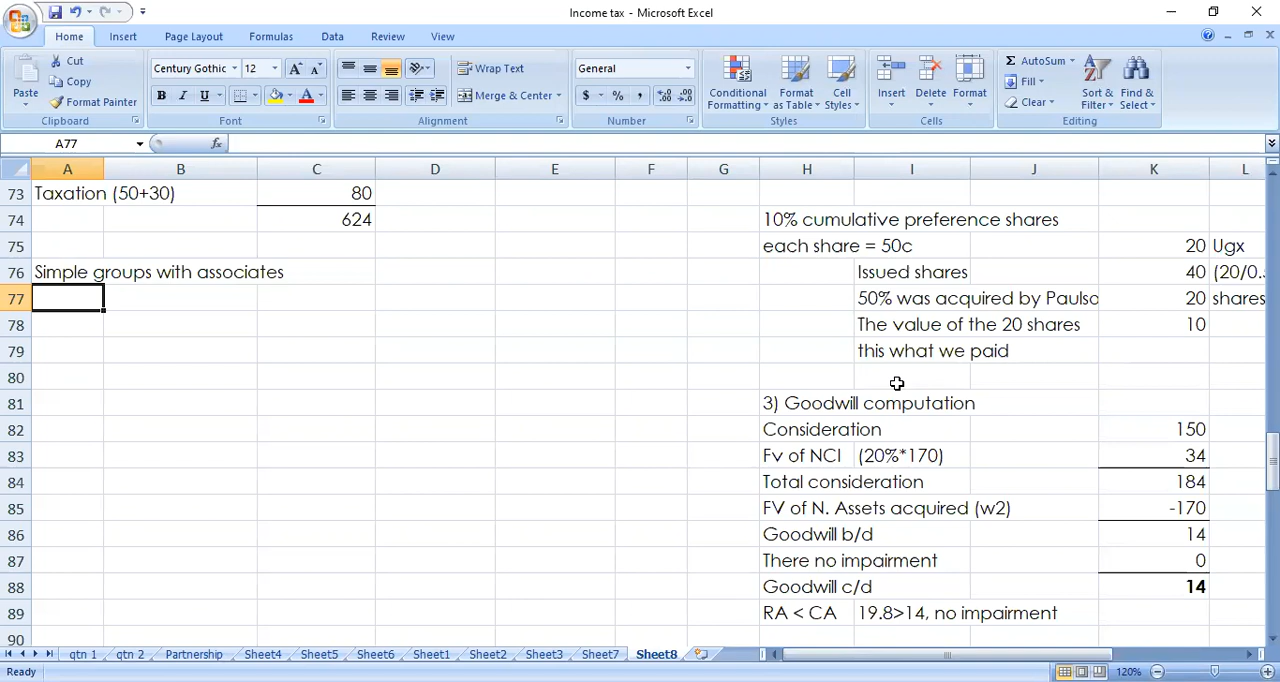 Income tax - Microsoft Excel
Home Insert Page Layout Formulas Data Review View
Paste Cut Copy Format Painter Clipboard
Century Gothic 12 Font
Wrap Text Merge & Center Alignment
General Number
Conditional Formatting Format as Table Cell Styles Styles
Insert Delete Format Cells
AutoSum Fill Clear Sort & Filter Find & Select Editing
A77 fx
A B C D E F G H I J K L
73 Taxation (50+30) 80
74 624 10% cumulative preference shares
75 each share = 50c 20 Ugx
76 Simple groups with associates Issued shares 40 (20/0.
77 50% was acquired by Paulso 20 shares
78 The value of the 20 shares 10
79 this what we paid
80
81 3) Goodwill computation
82 Consideration 150
83 Fv of NCI (20%*170) 34
84 Total consideration 184
85 FV of N. Assets acquired (w2) -170
86 Goodwill b/d 14
87 There no impairment 0
88 Goodwill c/d 14
89 RA < CA 19.8>14, no impairment
90
qtn 1 qtn 2 Partnership Sheet4 Sheet5 Sheet6 Sheet1 Sheet2 Sheet3 Sheet7 Sheet8
Ready 120%